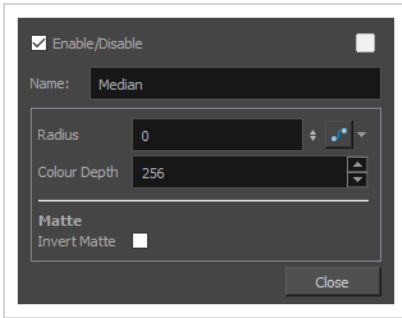 Enable/Disable
Name: Median
Radius 0
Colour Depth 256
Matte
Invert Matte
Close